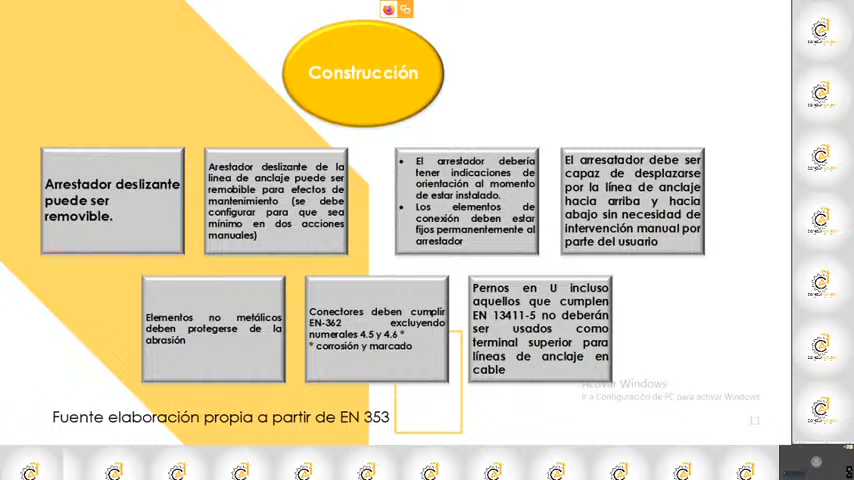 Construcción
Arrestador deslizante
puede ser
removible.
Arestador deslizante de la
linea de anclaje puede ser
remobible para efectos de
mantenimiento (se debe
configurar para que sea
mínimo en dos acciones
manuales)
• El arrestador debería
tener indicaciones de
orientación al momento
de estar instalado.
• Los elementos de
conexión deben estar
fijos permanentemente al
arrestador
El arresatador debe ser
capaz de desplazarse
por la línea de anclaje
hacia arriba y hacia
abajo sin necesidad de
intervención manual por
parte del usuario
Elementos no metálicos
deben protegerse de la
abrasión
Conectores deben cumplir
EN-362 excluyendo
numerales 4.5 y 4.6 *
* corrosión y marcado
Pernos en U incluso
aquellos que cumplen
EN 13411-5 no deberán
ser usados como
terminal superior para
líneas de anclaje en
cable
Activar Windows
Ir a Configuración de PC para activar Windows
Fuente elaboración propia a partir de EN 353
11